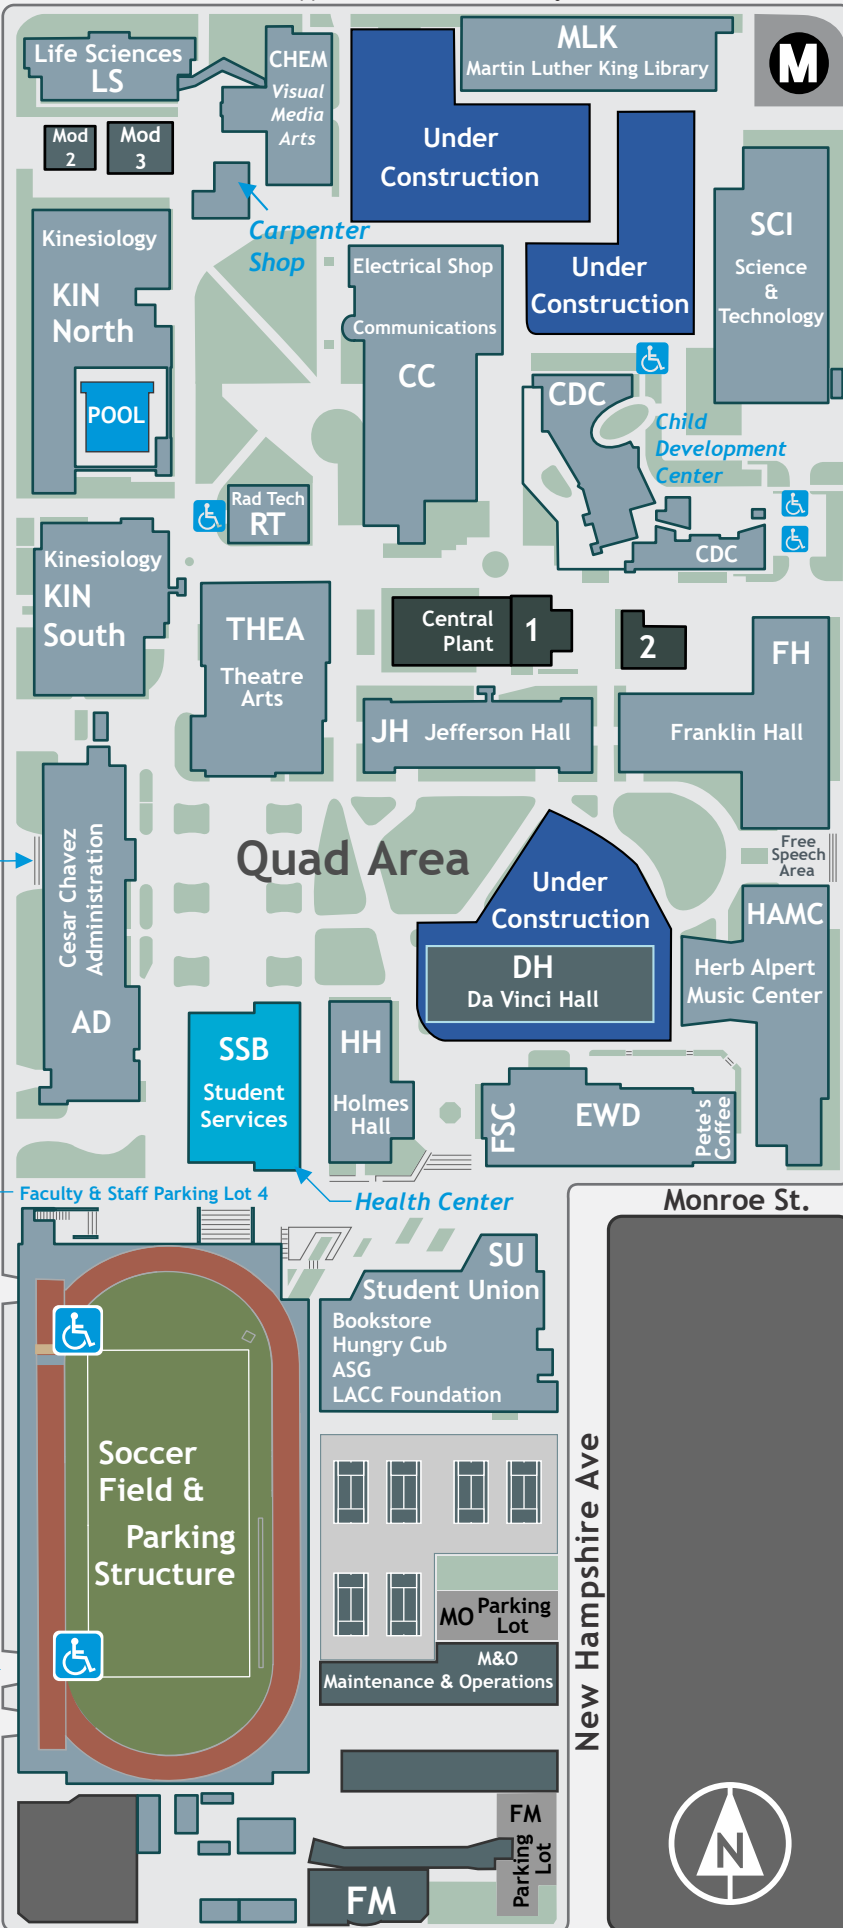 Life Sciences
LS
CHEM
Visual
Media
Arts
MLK
Martin Luther King Library
M
Mod
2
Mod
3
Under
Construction
Carpenter
Shop
Kinesiology
KIN
North
POOL
Electrical Shop
Communications
CC
Under
Construction
SCI
Science
&
Technology
CDC
Child
Development
Center
Rad Tech
RT
CDC
Kinesiology
KIN
South
THEA
Theatre
Arts
Central
Plant
1
2
FH
Franklin Hall
JH Jefferson Hall
Quad Area
Cesar Chavez
Administration
AD
Under
Construction
DH
Da Vinci Hall
Free
Speech
Area
HAMC
Herb Alpert
Music Center
SSB
Student
Services
HH
Holmes
Hall
FSC
EWD
Pete's
Coffee
Faculty & Staff Parking Lot 4
Health Center
Monroe St.
SU
Student Union
Bookstore
Hungry Cub
ASG
LACC Foundation
Soccer
Field &
Parking
Structure
New Hampshire Ave
MO Parking
Lot
M&O
Maintenance & Operations
FM
Parking
Lot
FM
N